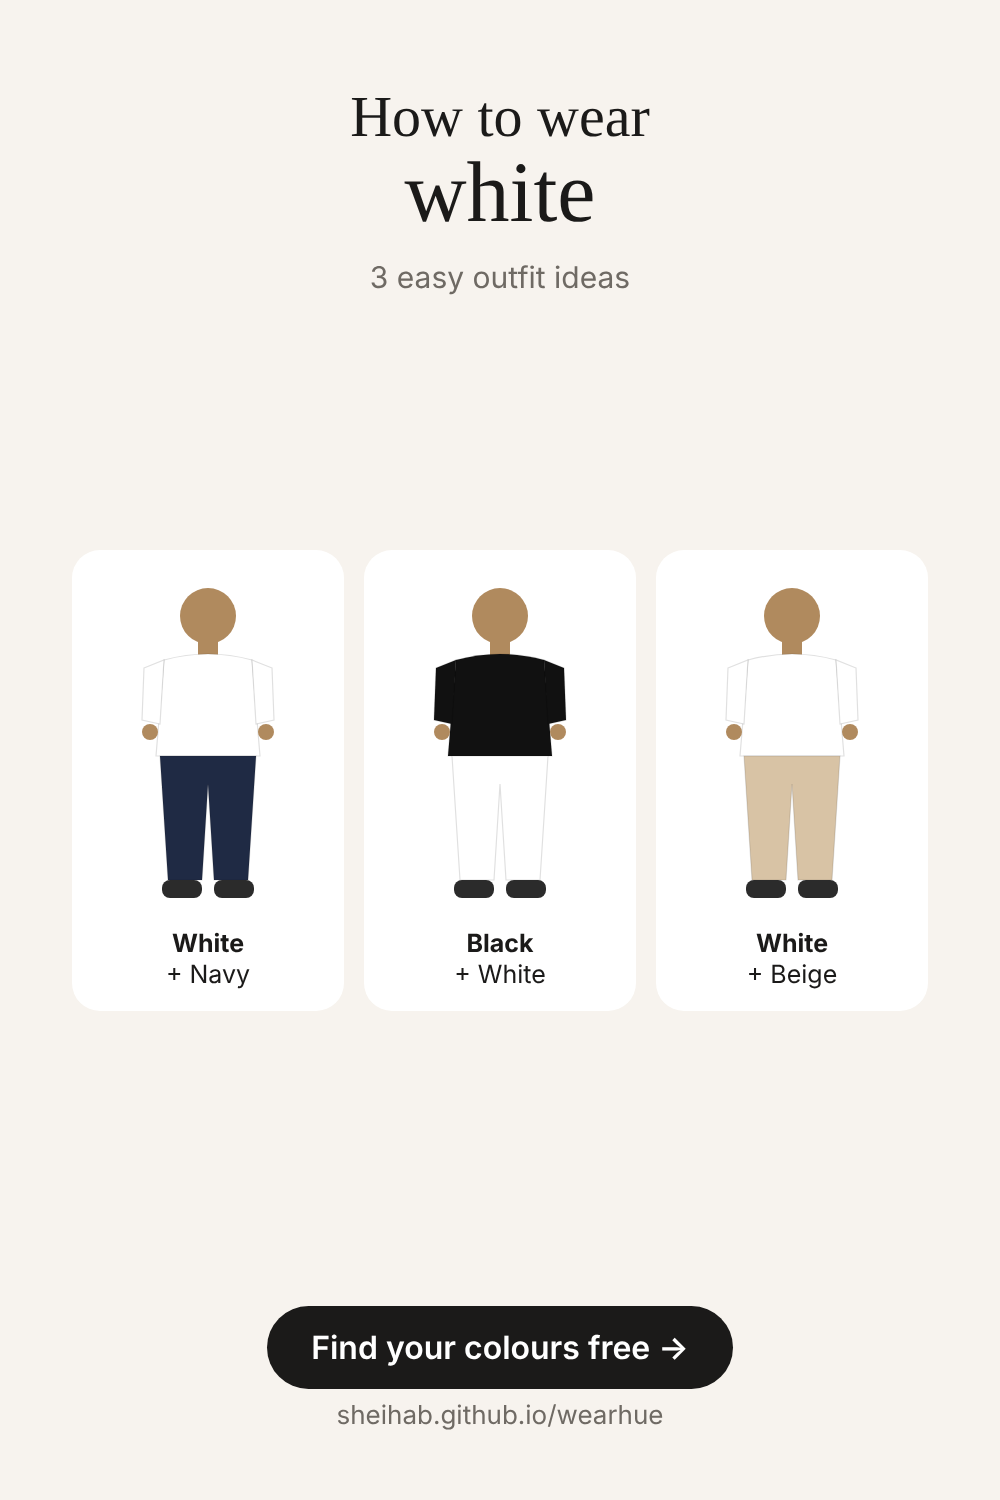 How to wear
white
3 easy outfit ideas
White
+ Navy
Black
+ White
White
+ Beige
Find your colours free →
sheihab.github.io/wearhue